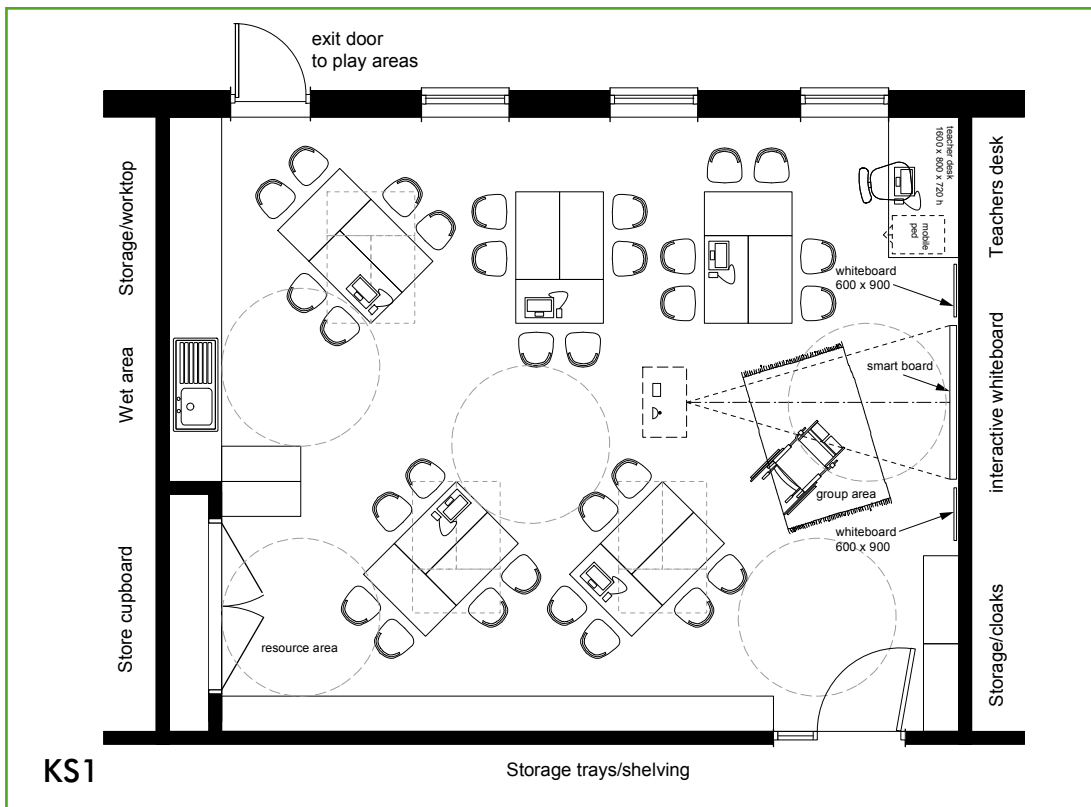 exit door
to play areas
Storage/worktop
Wet area
Store cupboard
teacher desk
1600 x 800 x 720 h
mobile
ped
Teachers desk
whiteboard
600 x 900
smart board
interactive whiteboard
group area
whiteboard
600 x 900
Storage/cloaks
resource area
KS1
Storage trays/shelving